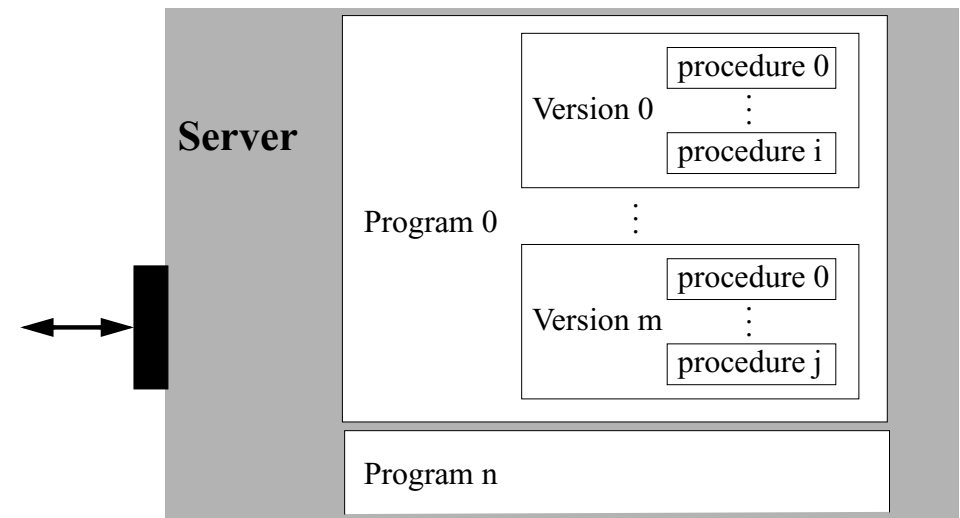 Server
Program 0
Version 0
procedure 0
procedure i
Version m
procedure 0
procedure j
Program n